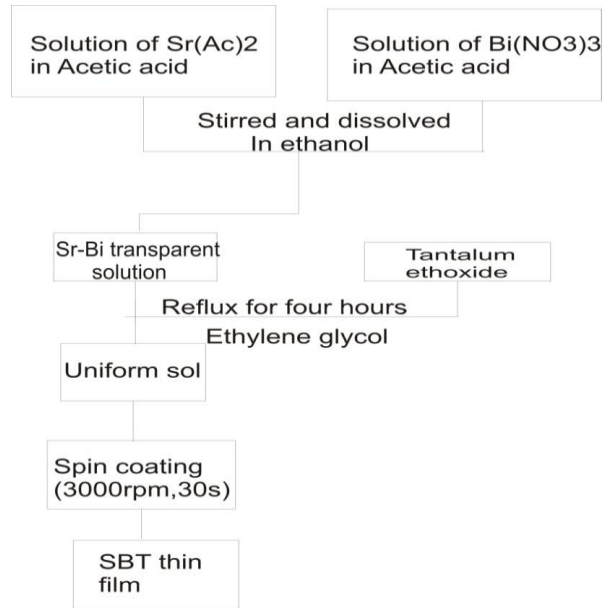 Solution of Sr(Ac)2
in Acetic acid
Solution of Bi(NO3)3
in Acetic acid
Stirred and dissolved
In ethanol
Sr-Bi transparent
solution
Tantalum
ethoxide
Reflux for four hours
Ethylene glycol
Uniform sol
Spin coating
(3000rpm,30s)
SBT thin
film